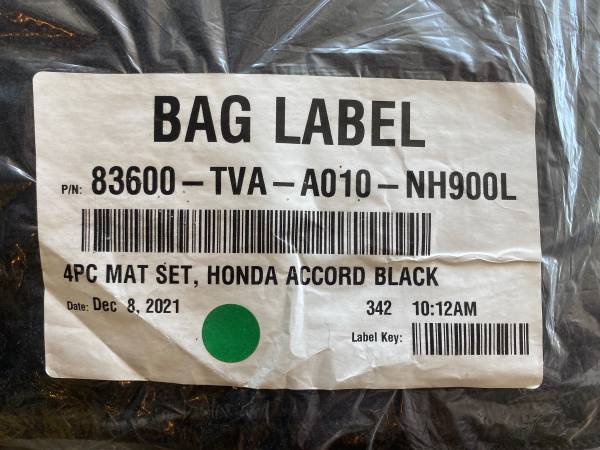 BAG LABEL
P/N: 83600-TVA-A010-NH900L
4PC MAT SET, HONDA ACCORD BLACK
Date: Dec 8, 2021 342 10:12AM
Label Key: